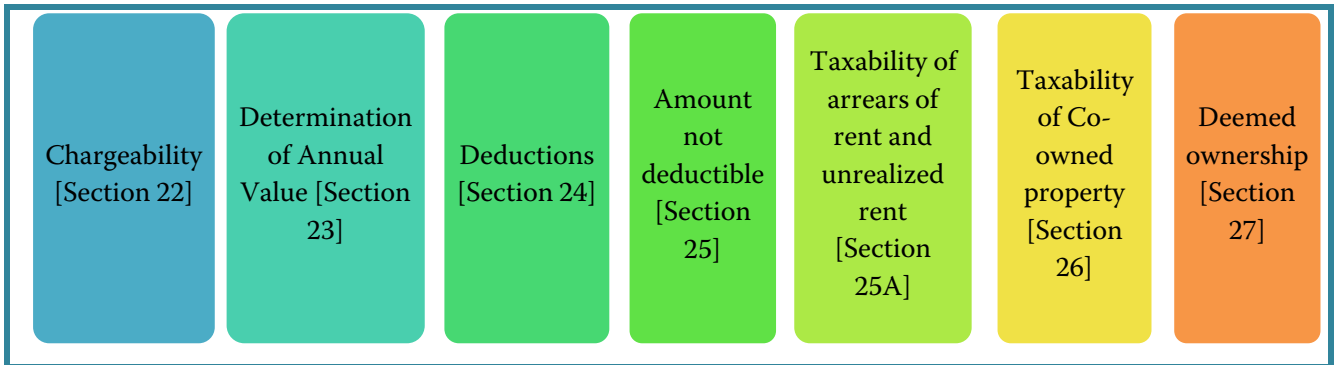 Chargeability
[Section 22]
Determination
of Annual
Value [Section
23]
Deductions
[Section 24]
Amount
not
deductible
[Section
25]
Taxability of
arrears of
rent and
unrealized
rent
[Section
25A]
Taxability
of Co-
owned
property
[Section
26]
Deemed
ownership
[Section
27]